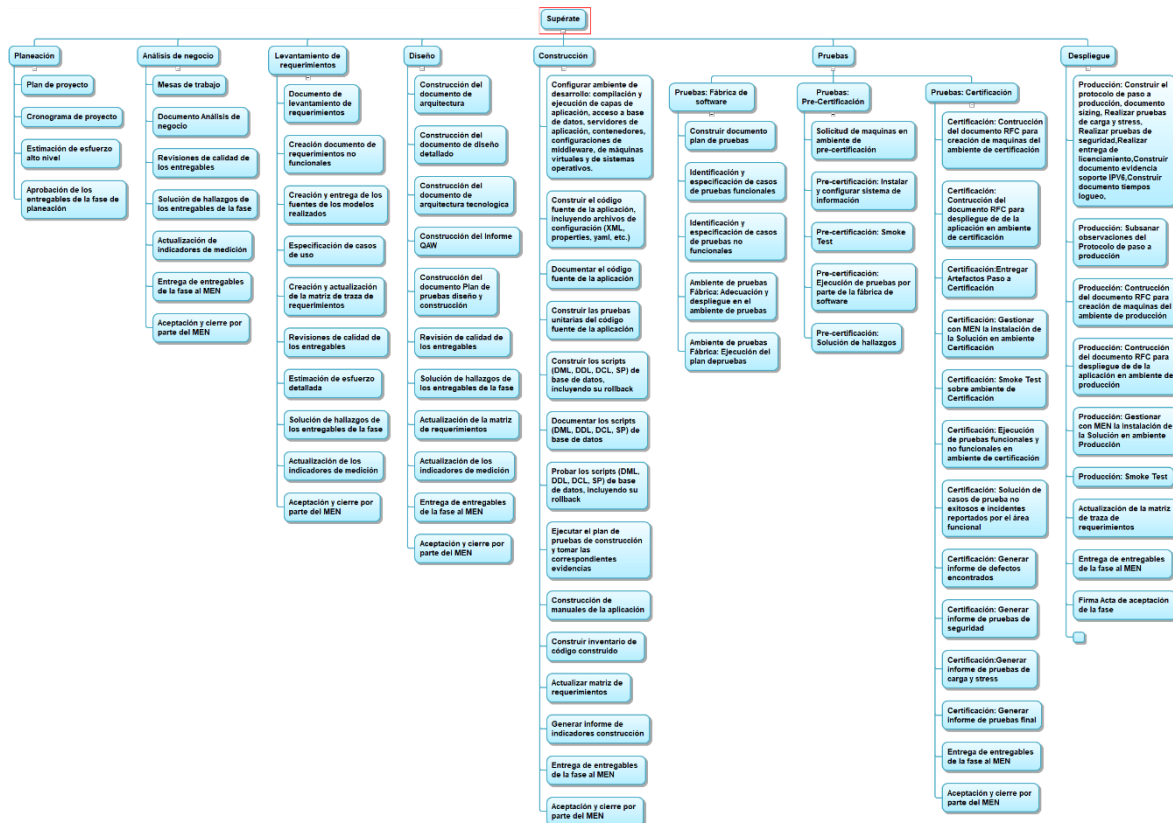 Supérate
Planeación
Plan de proyecto
Cronograma de proyecto
Estimación de esfuerzo
alto nivel
Aprobación de los
entregables de la fase de
planeación
Análisis de negocio
Mesas de trabajo
Documento Análisis de
negocio
Revisiones de calidad de
los entregables
Solución de hallazgos de
los entregables de la fase
Actualización de
indicadores de medición
Entrega de entregables
de la fase al MEN
Aceptación y cierre por
parte del MEN
Levantamiento de
requerimientos
Documento de
levantamiento de
requerimientos
Creación documento de
requerimientos no
funcionales
Creación y entrega de los
fuentes de los modelos
realizados
Especificación de casos
de uso
Creación y actualización
de la matriz de traza de
requerimientos
Revisiones de calidad de
los entregables
Estimación de esfuerzo
detallada
Solución de hallazgos de
los entregables de la fase
Actualización de los
indicadores de medición
Aceptación y cierre por
parte del MEN
Diseño
Construcción del
documento de
arquitectura
Construcción del
documento de diseño
detallado
Construcción del
documento de
arquitectura tecnologica
Construcción del Informe
QAW
Construcción del
documento Plan de
pruebas diseño y
construcción
Revisión de calidad de
los entregables
Solución de hallazgos de
los entregables de la fase
Actualización de la matriz
de requerimientos
Actualización de los
indicadores de medición
Entrega de entregables
de la fase al MEN
Aceptación y cierre por
parte del MEN
Construcción
Configurar ambiente de
desarrollo: compilación y
ejecución de capas de
aplicación, acceso a base
de datos, servidores de
aplicación, contenedores,
configuraciones de
middleware, de máquinas
virtuales y de sistemas
operativos.
Construir el código
fuente de la aplicación,
incluyendo archivos de
configuración (XML,
properties, yaml, etc.)
Documentar el código
fuente de la aplicación
Construir las pruebas
unitarias del código
fuente de la aplicación
Construir los scripts
(DML, DDL, DCL, SP) de
base de datos,
incluyendo su rollback
Documentar los scripts
(DML, DDL, DCL, SP) de
base de datos
Probar los scripts (DML,
DDL, DCL, SP) de base
de datos, incluyendo su
rollback
Ejecutar el plan de
pruebas de construcción
y tomar las
correspondientes
evidencias
Construcción de
manuales de la aplicación
Construir inventario de
código construido
Actualizar matriz de
requerimientos
Generar informe de
indicadores construcción
Entrega de entregables
de la fase al MEN
Aceptación y cierre por
parte del MEN
Pruebas
Pruebas: Fábrica de
software
Construir documento
plan de pruebas
Identificación y
especificación de casos
de pruebas funcionales
Identificación y
especificación de casos
de pruebas no
funcionales
Ambiente de pruebas
Fábrica: Adecuación y
despliegue en el
ambiente de pruebas
Ambiente de pruebas
Fábrica: Ejecución del
plan depruebas
Pruebas:
Pre-Certificación
Solicitud de maquinas en
ambiente de
pre-certificación
Pre-certificación: Instalar
y configurar sistema de
información
Pre-certificación: Smoke
Test
Pre-certificación:
Ejecución de pruebas por
parte de la fábrica de
software
Pre-certificación:
Solución de hallazgos
Pruebas: Certificación
Certificación: Contrucción
del documento RFC para
creación de maquinas del
ambiente de certificación
Certificación:
Contrucción del
documento RFC para
despliegue de de la
aplicación en ambiente
de certificación
Certificación:Entregar
Artefactos Paso a
Certificación
Certificación: Gestionar
con MEN la instalación de
la Solución en ambiente
Certificación
Certificación: Smoke Test
sobre ambiente de
Certificación
Certificación: Ejecución
de pruebas funcionales y
no funcionales en
ambiente de certificación
Certificación: Solución de
casos de prueba no
exitosos e incidentes
reportados por el área
funcional
Certificación: Generar
informe de defectos
encontrados
Certificación: Generar
informe de pruebas de
seguridad
Certificación:Generar
informe de pruebas de
carga y stress
Certificación: Generar
informe de pruebas final
Entrega de entregables
de la fase al MEN
Aceptación y cierre por
parte del MEN
Despliegue
Producción: Construir el
protocolo de paso a
producción, documento
sizing, Realizar pruebas
de carga y stress,
Realizar pruebas de
seguridad,Realizar
entrega de
licenciamiento,Construir
documento evidencia
soporte IPV6,Construir
documento tiempos
logueo,
Producción: Subsanar
observaciones del
Protocolo de paso a
producción
Producción: Contrucción
del documento RFC para
creación de maquinas del
ambiente de producción
Producción: Contrucción
del documento RFC para
despliegue de de la
aplicación en ambiente de
producción
Producción: Gestionar
con MEN la instalación de
la Solución en ambiente
Producción
Producción: Smoke Test
Actualización de la matriz
de traza de
requerimientos
Entrega de entregables
de la fase al MEN
Firma Acta de aceptación
de la fase